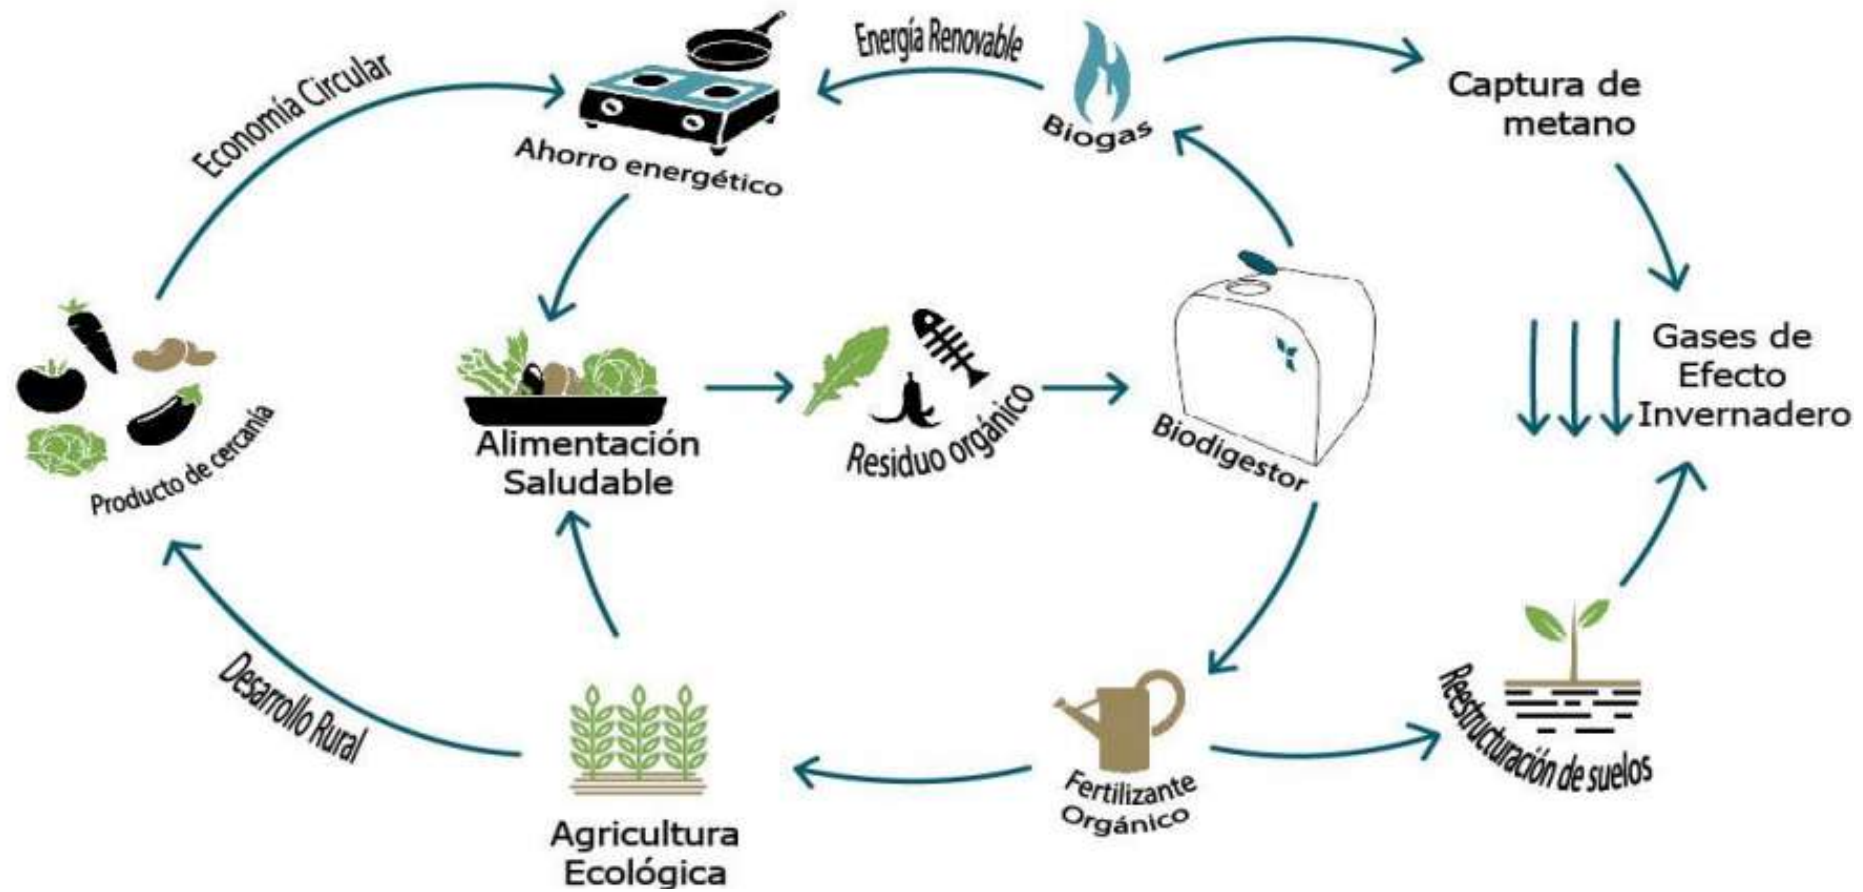 Economía Circular
Energía Renovable
Biogas
Captura de
metano
Ahorro energético
Gases de
Efecto
Invernadero
Producto de cercanía
Alimentación
Saludable
Residuo orgánico
Biodigestor
Desarrollo Rural
Agricultura
Ecológica
Fertilizante
Orgánico
Reestructuración de suelos